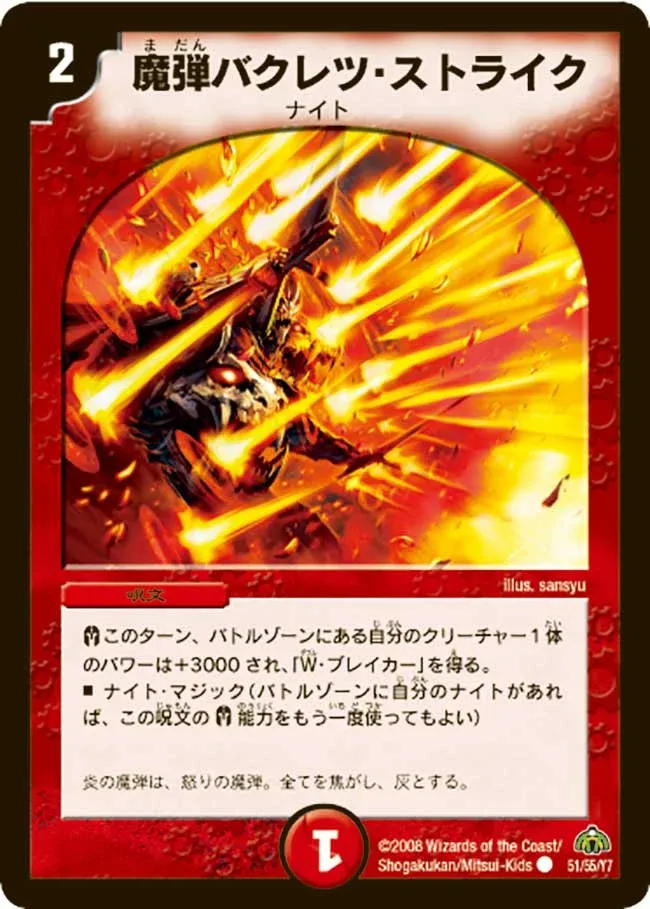 2
魔弾バクレツ・ストライク
ナイト
illus. sansyu
呪文
このターン、バトルゾーンにある自分のクリーチャー1体
のパワーは+3000され、「W・ブレイカー」を得る。
■ ナイト・マジック(バトルゾーンに自分のナイトがあれ
ば、この呪文の 能力をもう一度使ってもよい)
炎の魔弾は、怒りの魔弾。全てを焦がし、灰とする。
1
©2008 Wizards of the Coast/
Shogakukan/Mitsui-Kids
51/55/Y7